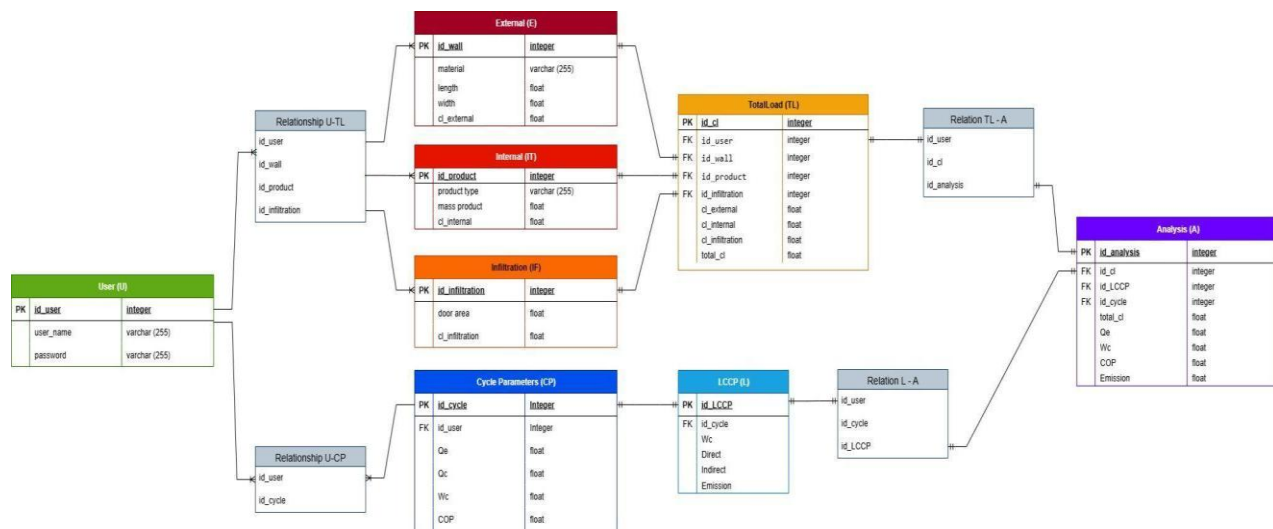 External (E)
PK id_wall integer
material varchar (255)
length float
width float
cl_external float
Relationship U-TL
id_user
id_wall
id_product
id_infiltration
Internal (IT)
PK id_product integer
product type varchar (255)
mass product float
cl_internal float
Infiltration (IF)
PK id_infiltration integer
door area float
cl_infiltration float
TotalLoad (TL)
PK id_cl integer
FK id_user integer
FK id_wall integer
FK id_product integer
FK id_infiltration integer
cl_external float
cl_internal float
cl_infiltration float
total_cl float
Relation TL - A
id_user
id_cl
id_analysis
Analysis (A)
PK id_analysis integer
FK id_cl integer
FK id_LCCP integer
FK id_cycle integer
total_cl float
Qe float
Wc float
COP float
Emission float
User (U)
PK id_user integer
user_name varchar (255)
password varchar (255)
Relationship U-CP
id_user
id_cycle
Cycle Parameters (CP)
PK id_cycle Integer
FK id_user Integer
Qe float
Qc float
Wc float
COP float
LCCP (L)
PK id_LCCP
FK id_cycle
Wc
Direct
Indirect
Emission
Relation L - A
id_user
id_cycle
id_LCCP